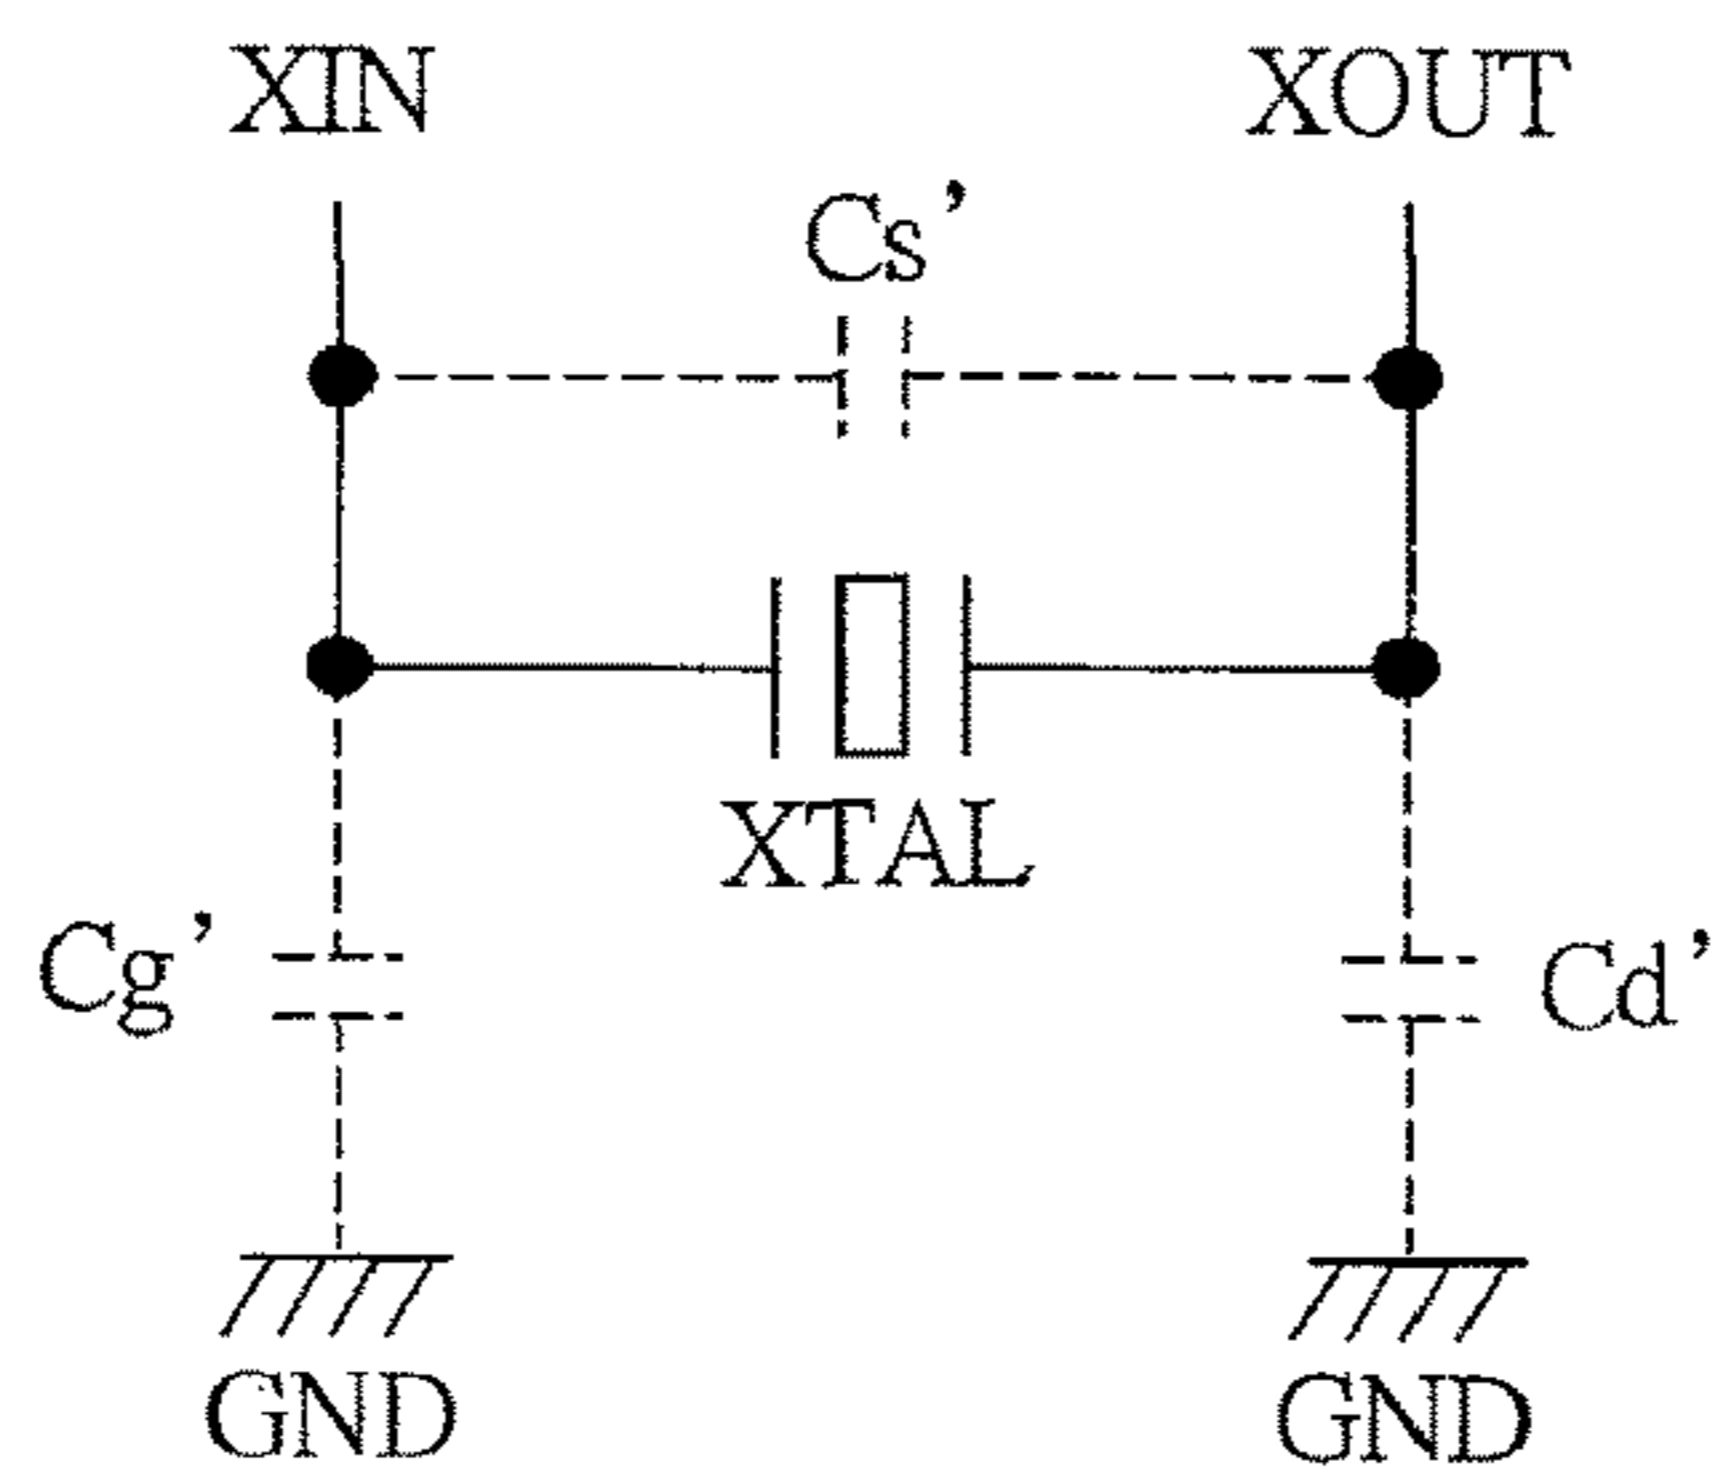 XIN
XOUT
Cs’
XTAL
Cg’
Cd’
GND
GND